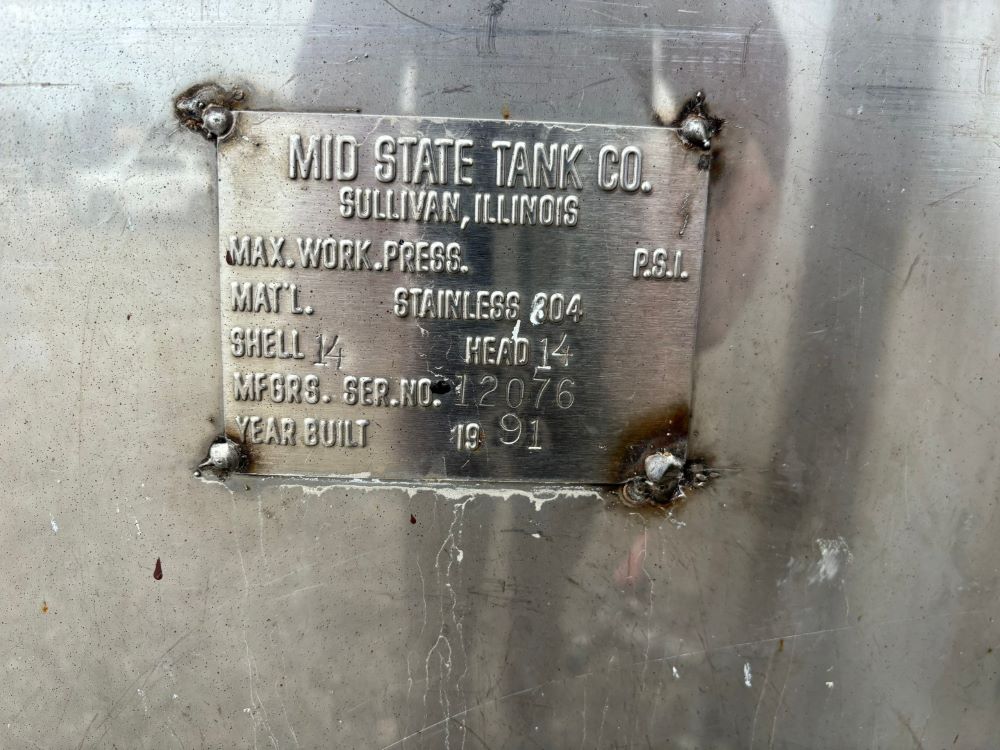 MID STATE TANK CO.
SULLIVAN, ILLINOIS
MAX. WORK. PRESS. P.S.I.
MAT'L. STAINLESS 304
SHELL 14 HEAD 14
MFGRS. SER. NO. 12076
YEAR BUILT 19 91